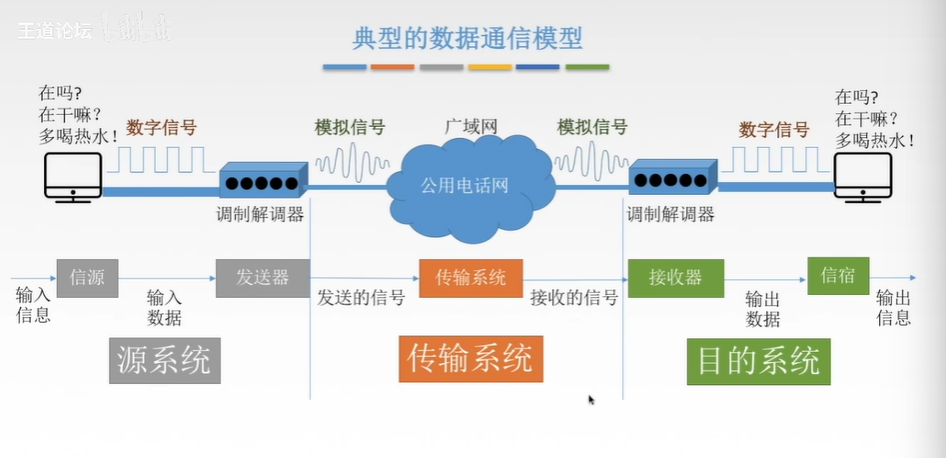 王道论坛
典型的数据通信模型
在吗?
在干嘛?
多喝热水!
数字信号
模拟信号
广域网
模拟信号
数字信号
在吗?
在干嘛?
多喝热水!
公用电话网
调制解调器
调制解调器
信源
发送器
传输系统
接收器
信宿
输入
信息
输入
数据
发送的信号
接收的信号
输出
数据
输出
信息
源系统
传输系统
目的系统